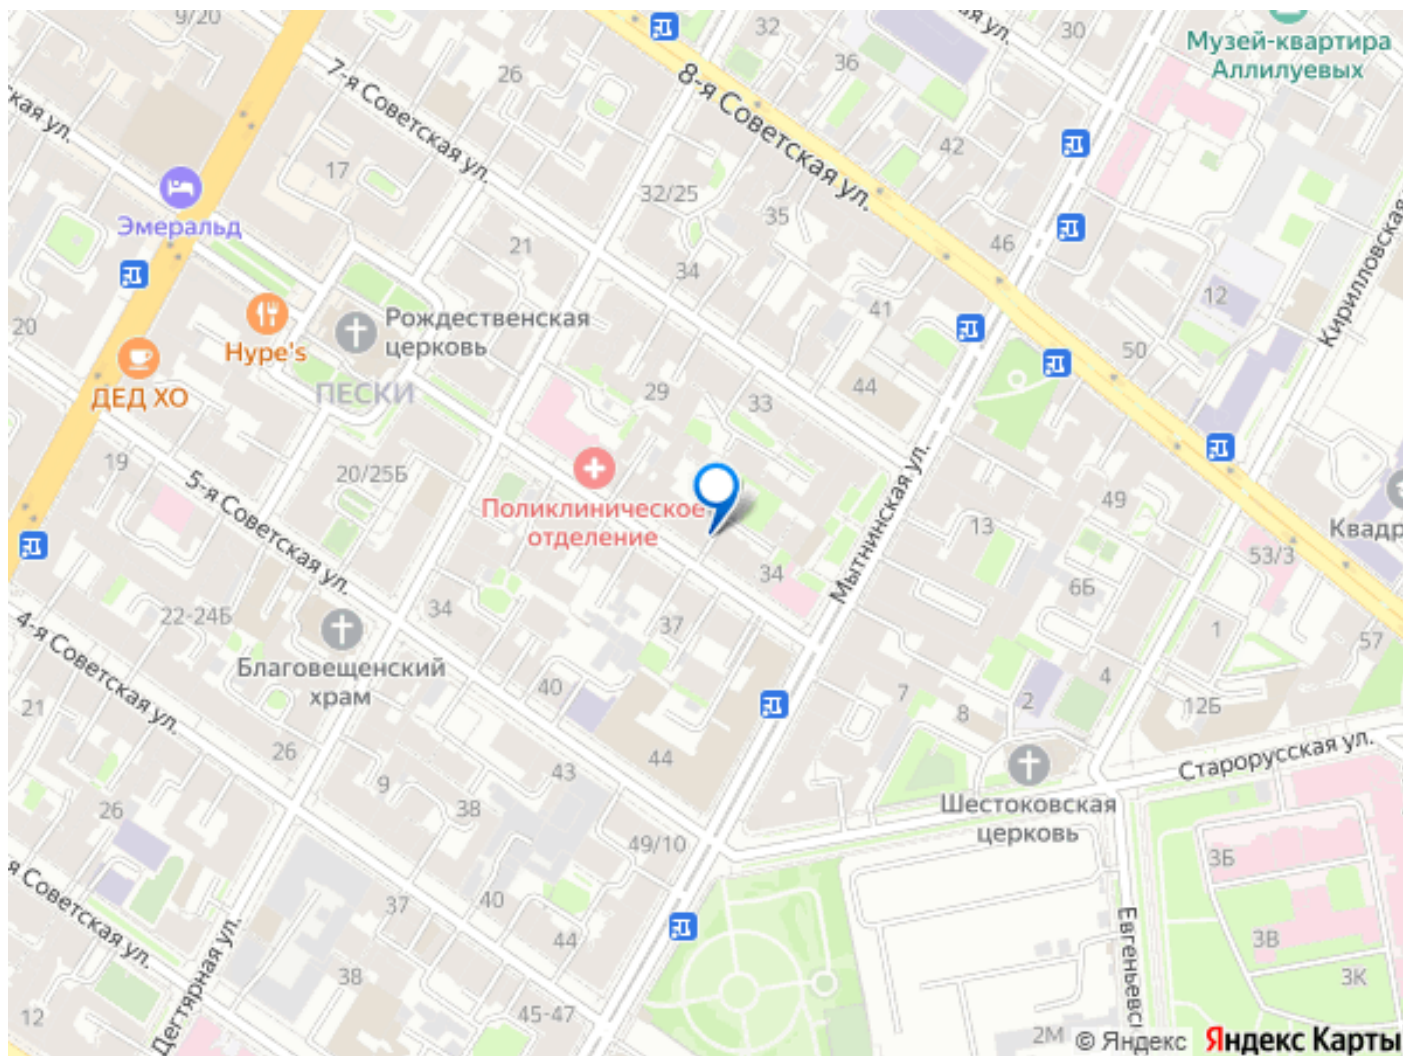 9/20
32
30
Музей-квартира
Аллилуевых
ул.
7-я Советская ул.
26
36
8-я Советская ул.
кая ул.
17
42
32/25
Эмеральд
35
21
46
34
12
Кирилловская
20
Hype's
Рождественская
церковь
41
50
ДЕД ХО
ПЕСКИ
29
33
44
19
20/25Б
5-я Советская ул.
Поликлиническое
отделение
Мытнинская ул.
49
13
Квадр
53/3
34
6Б
22-24Б
34
37
1
57
4-я Советская ул.
Благовещенский
храм
40
7
8
2
4
12Б
21
26
44
Старорусская ул.
9
43
38
Шестоковская
церковь
26
49/10
3Б
я Советская ул.
37
40
44
Евгеньевс
3В
38
3К
Дегтярная ул.
12
45-47
2М
© Яндекс
Яндекс Карты